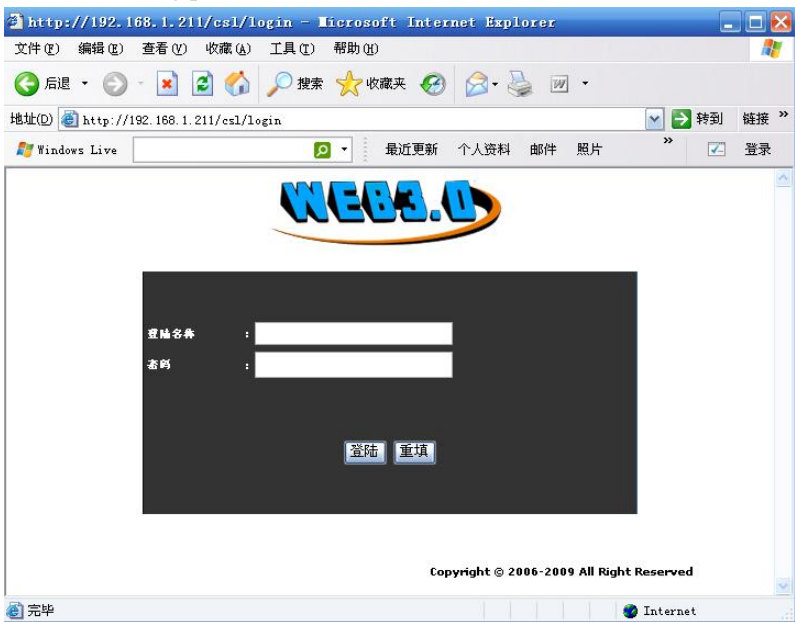 http://192.168.1.211/csl/login - Microsoft Internet Explorer
文件(F) 编辑(E) 查看(V) 收藏(A) 工具(T) 帮助(H)
后退 搜索 收藏夹
地址(D) http://192.168.1.211/csl/login 转到 链接 »
Windows Live 最近更新 个人资料 邮件 照片 » 登录
WEB3.0
登陆名称 :
密码 :
登陆 重填
Copyright © 2006-2009 All Right Reserved
完毕 Internet